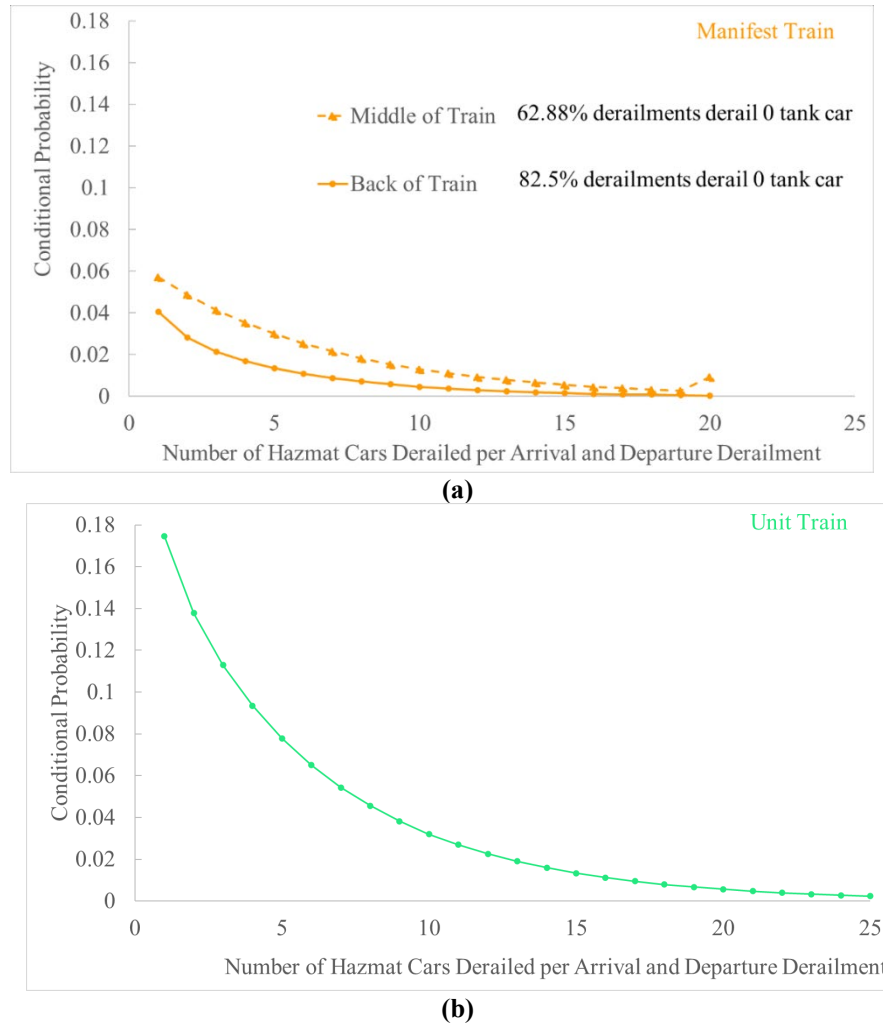 0.18
Manifest Train
0.16
0.14
Middle of Train 62.88% derailments derail 0 tank car
0.12
0.1
Back of Train 82.5% derailments derail 0 tank car
0.08
0.06
0.04
0.02
0
Conditional Probability
0 5 10 15 20 25
Number of Hazmat Cars Derailed per Arrival and Departure Derailment
(a)
0.18
Unit Train
0.16
0.14
0.12
0.1
0.08
0.06
0.04
0.02
0
Conditional Probability
0 5 10 15 20 25
Number of Hazmat Cars Derailed per Arrival and Departure Derailment
(b)